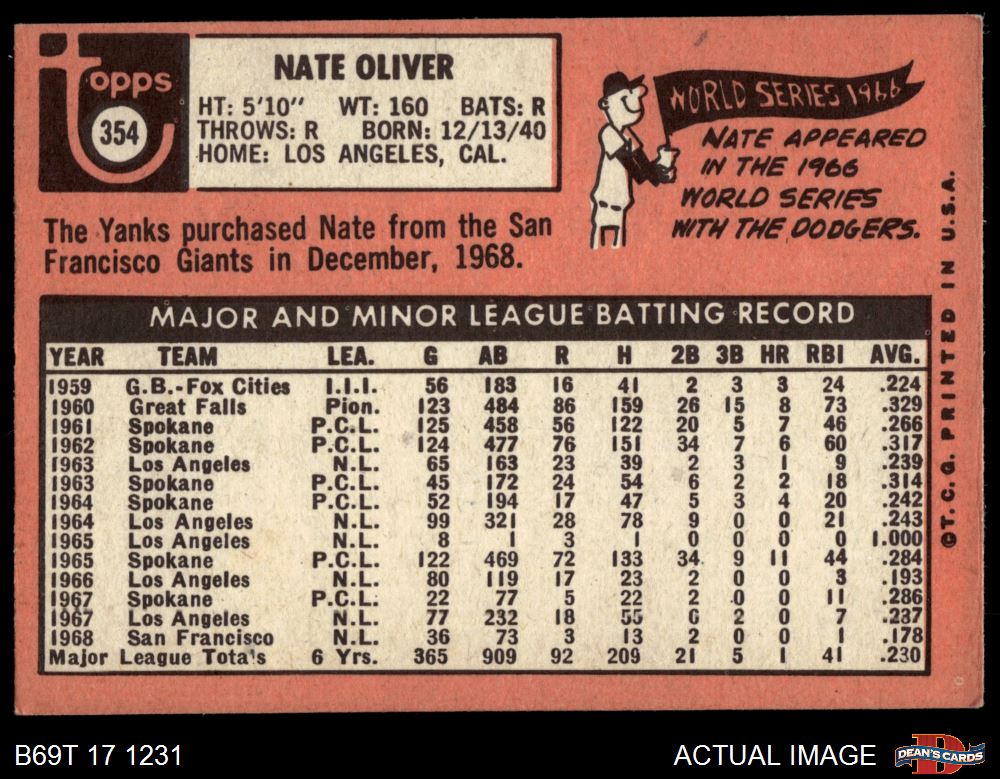 Topps
354
NATE OLIVER
HT: 5'10" WT: 160 BATS: R
THROWS: R BORN: 12/13/40
HOME: LOS ANGELES, CAL.
WORLD SERIES 1966
NATE APPEARED
IN THE 1966
WORLD SERIES
WITH THE DODGERS.
The Yanks purchased Nate from the San
Francisco Giants in December, 1968.
MAJOR AND MINOR LEAGUE BATTING RECORD
YEAR TEAM LEA. G AB R H 2B 3B HR RBI AVG.
1959 G.B.-Fox Cities I.I.I. 56 183 16 41 2 3 3 24 .224
1960 Great Falls Pion. 123 484 86 159 26 15 8 73 .329
1961 Spokane P.C.L. 125 458 56 122 20 5 7 46 .266
1962 Spokane P.C.L. 124 477 76 151 34 7 6 60 .317
1963 Los Angeles N.L. 65 163 23 39 2 3 1 9 .239
1963 Spokane P.C.L. 45 172 24 54 6 2 2 18 .314
1964 Spokane P.C.L. 52 194 17 47 5 3 4 20 .242
1964 Los Angeles N.L. 99 321 28 78 9 0 0 21 .243
1965 Los Angeles N.L. 8 1 3 1 0 0 0 0 1.000
1965 Spokane P.C.L. 122 469 72 133 34 9 11 44 .284
1966 Los Angeles N.L. 80 119 17 23 2 0 0 3 .193
1967 Spokane P.C.L. 22 77 5 22 2 0 0 11 .286
1967 Los Angeles N.L. 77 232 18 55 6 2 0 7 .237
1968 San Francisco N.L. 36 73 3 13 2 0 0 1 .178
Major League Tota's 6 Yrs. 365 909 92 209 21 5 1 41 .230
©T.C.G. PRINTED IN U.S.A.
B69T 17 1231
ACTUAL IMAGE
DEAN'S CARDS